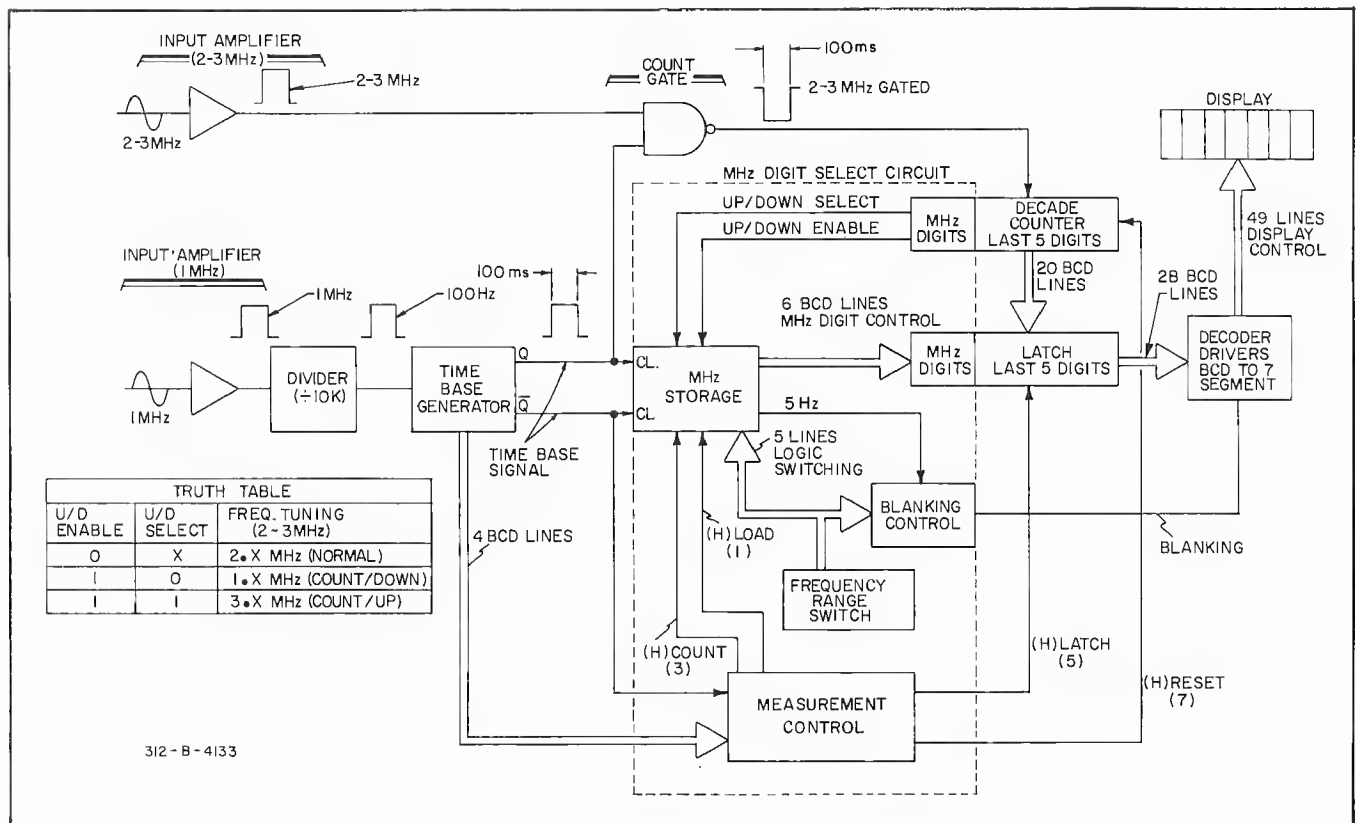 INPUT AMPLIFIER
(2-3MHz)
2-3 MHz
2-3MHz
COUNT
GATE
100ms
2-3 MHz GATED
DISPLAY
MHz DIGIT SELECT CIRCUIT
UP/DOWN SELECT
UP/DOWN ENABLE
MHz
DIGITS
DECADE
COUNTER
LAST 5 DIGITS
49 LINES
DISPLAY
CONTROL
INPUT AMPLIFIER
(1MHz)
1MHz
100Hz
100ms
20 BCD
LINES
28 BCD
LINES
6 BCD LINES
MHz DIGIT CONTROL
1MHz
DIVIDER
(÷10K)
TIME
BASE
GENERATOR
Q
Q̅
CL.
CL.
MHz
STORAGE
MHz
DIGITS
LATCH
LAST 5 DIGITS
DECODER
DRIVERS
BCD TO 7
SEGMENT
5 Hz
TIME BASE
SIGNAL
5 LINES
LOGIC
SWITCHING
BLANKING
CONTROL
BLANKING
TRUTH TABLE
U/D ENABLE U/D SELECT FREQ. TUNING (2-3MHz)
0 X 2.X MHz (NORMAL)
1 0 1.X MHz (COUNT/DOWN)
1 1 3.X MHz (COUNT/UP)
4 BCD LINES
(H)LOAD
(1)
FREQUENCY
RANGE
SWITCH
(H)COUNT
(3)
(H)LATCH
(5)
(H)RESET
(7)
MEASUREMENT
CONTROL
312-B-4133